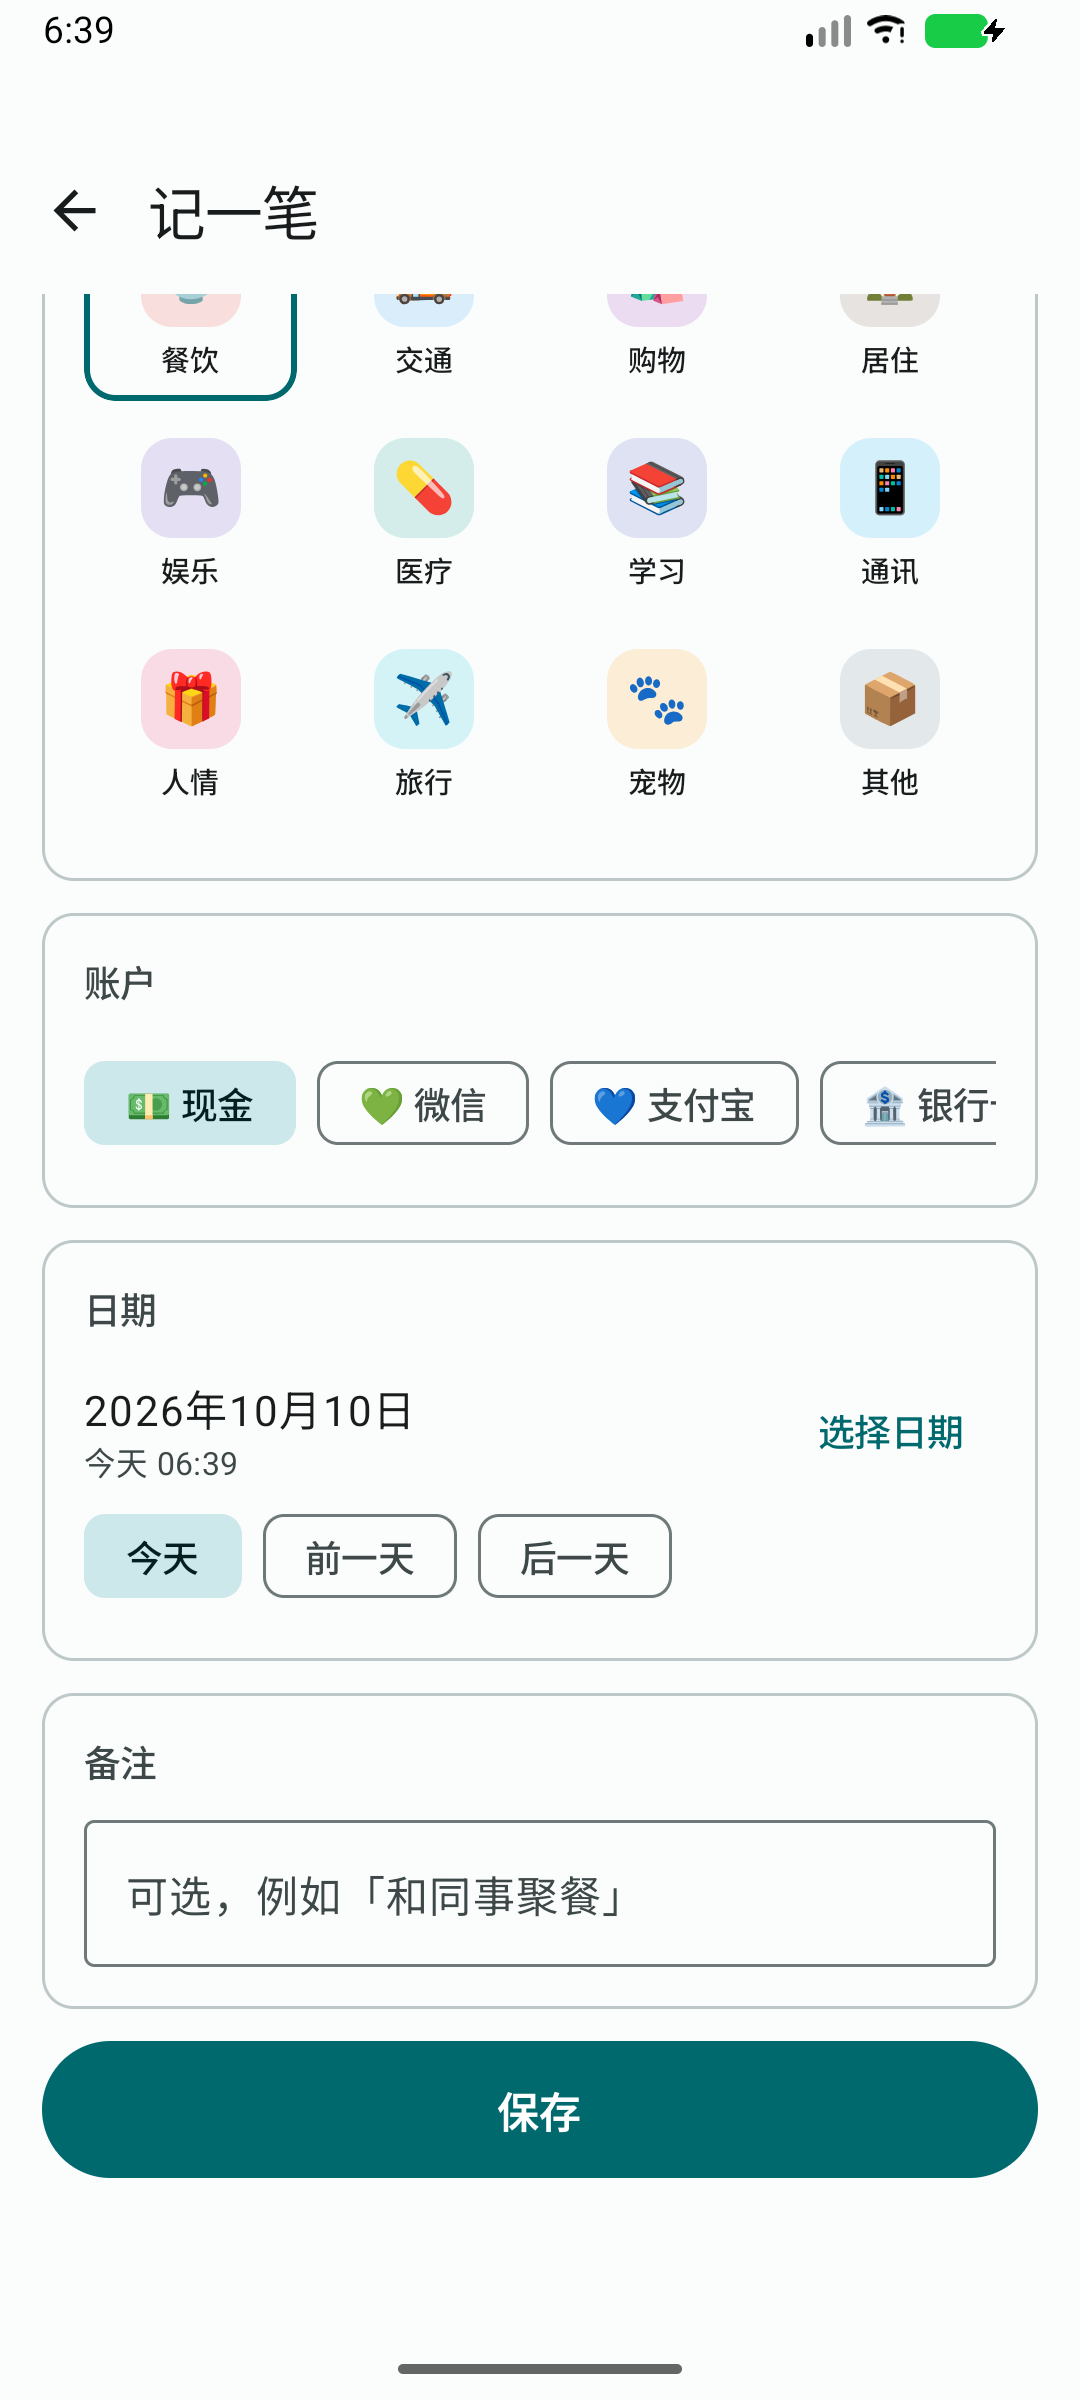 6:39
记一笔
餐饮 交通 购物 居住
娱乐 医疗 学习 通讯
人情 旅行 宠物 其他
账户
现金 微信 支付宝 银行
日期
2026年10月10日
今天 06:39
选择日期
今天 前一天 后一天
备注
可选，例如「和同事聚餐」
保存